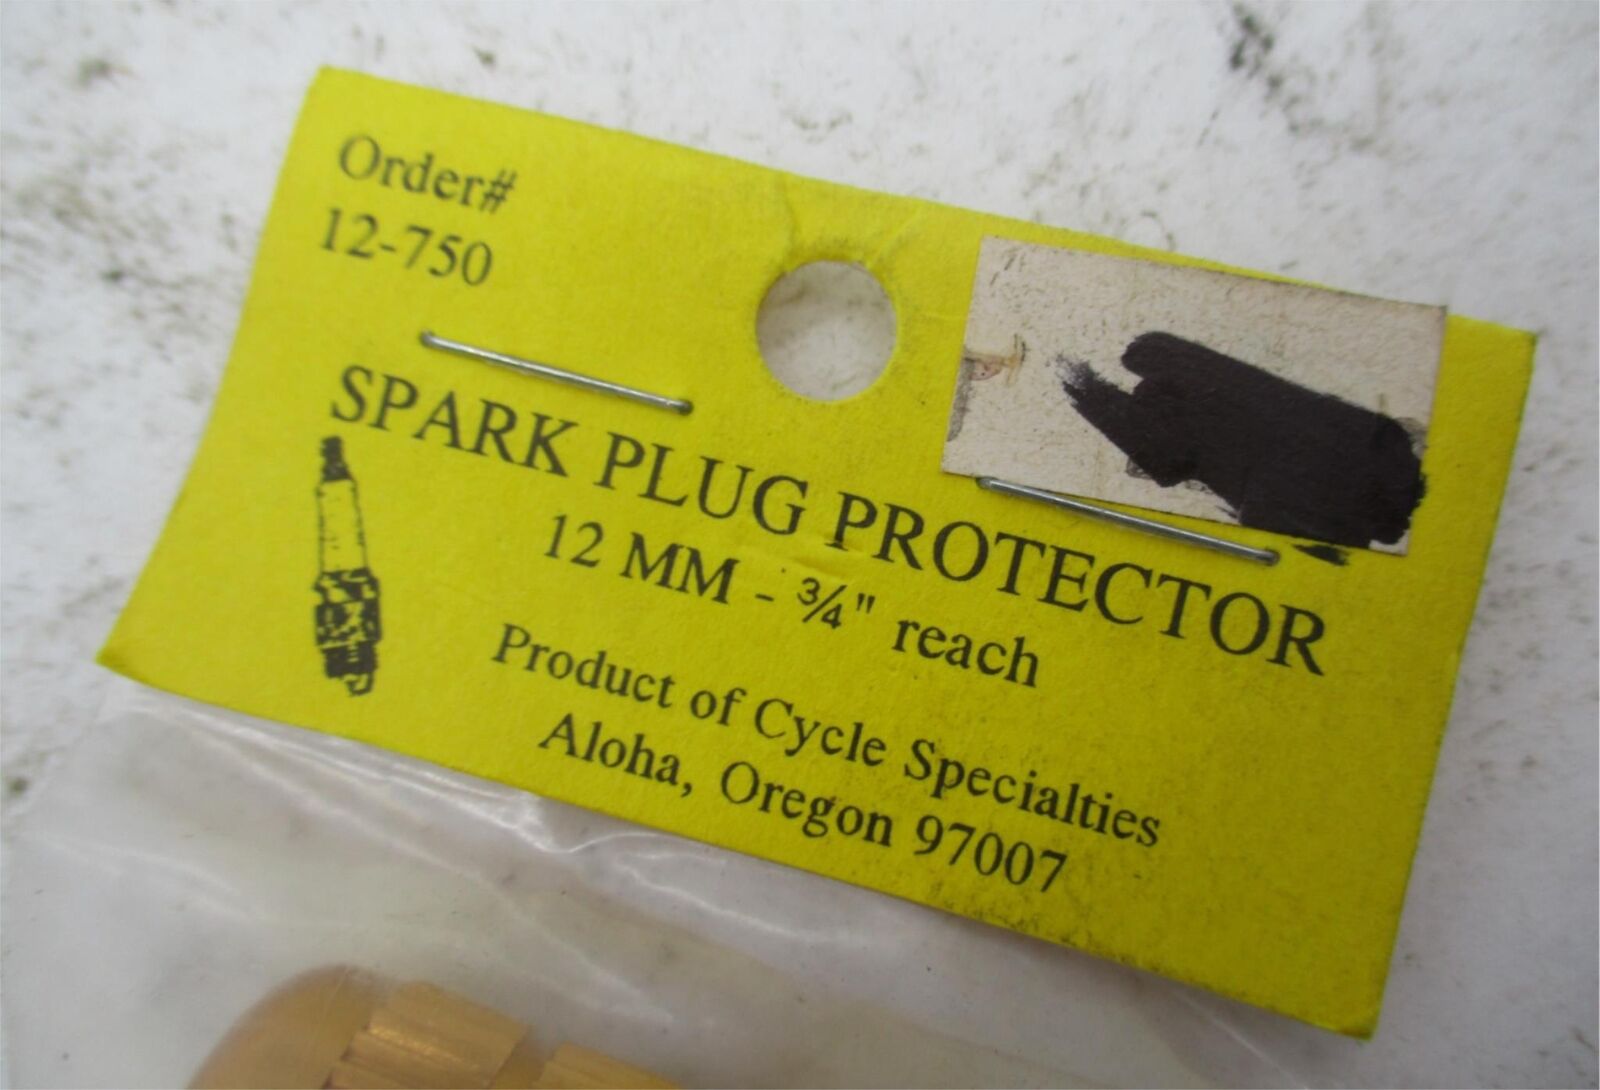 Order#
12-750
SPARK PLUG PROTECTOR
12 MM - ¾" reach
Product of Cycle Specialties
Aloha, Oregon 97007